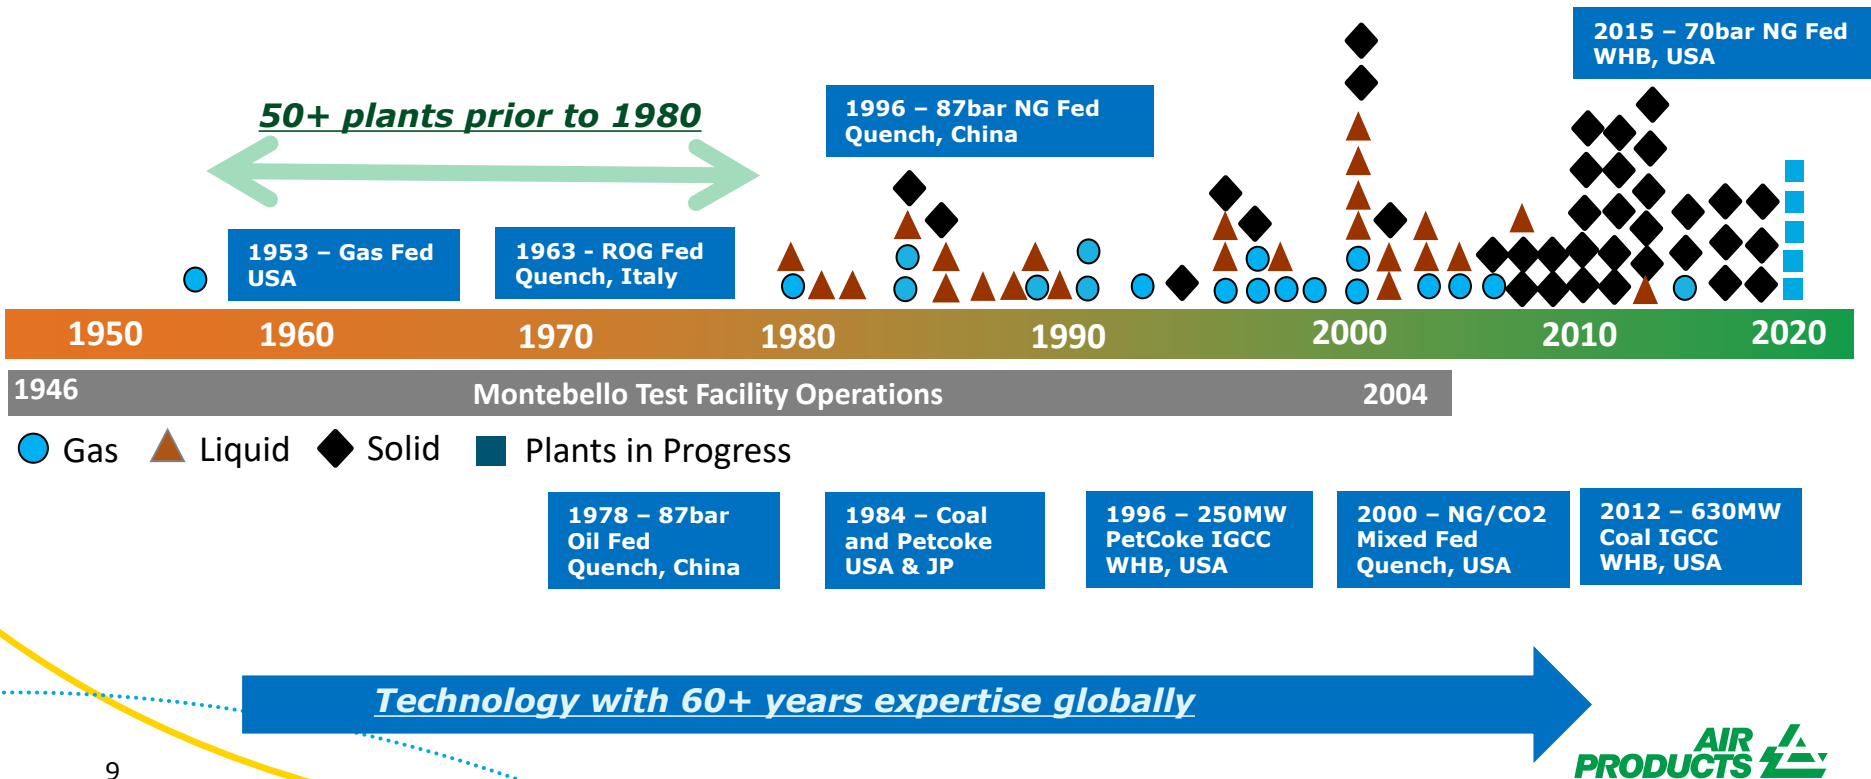 2015 – 70bar NG Fed
WHB, USA
50+ plants prior to 1980
1996 – 87bar NG Fed
Quench, China
1953 – Gas Fed
USA
1963 - ROG Fed
Quench, Italy
1950 1960 1970 1980 1990 2000 2010 2020
1946 Montebello Test Facility Operations 2004
Gas Liquid Solid Plants in Progress
1978 – 87bar
Oil Fed
Quench, China
1984 – Coal
and Petcoke
USA & JP
1996 – 250MW
PetCoke IGCC
WHB, USA
2000 – NG/CO2
Mixed Fed
Quench, USA
2012 – 630MW
Coal IGCC
WHB, USA
Technology with 60+ years expertise globally
AIR
PRODUCTS
9